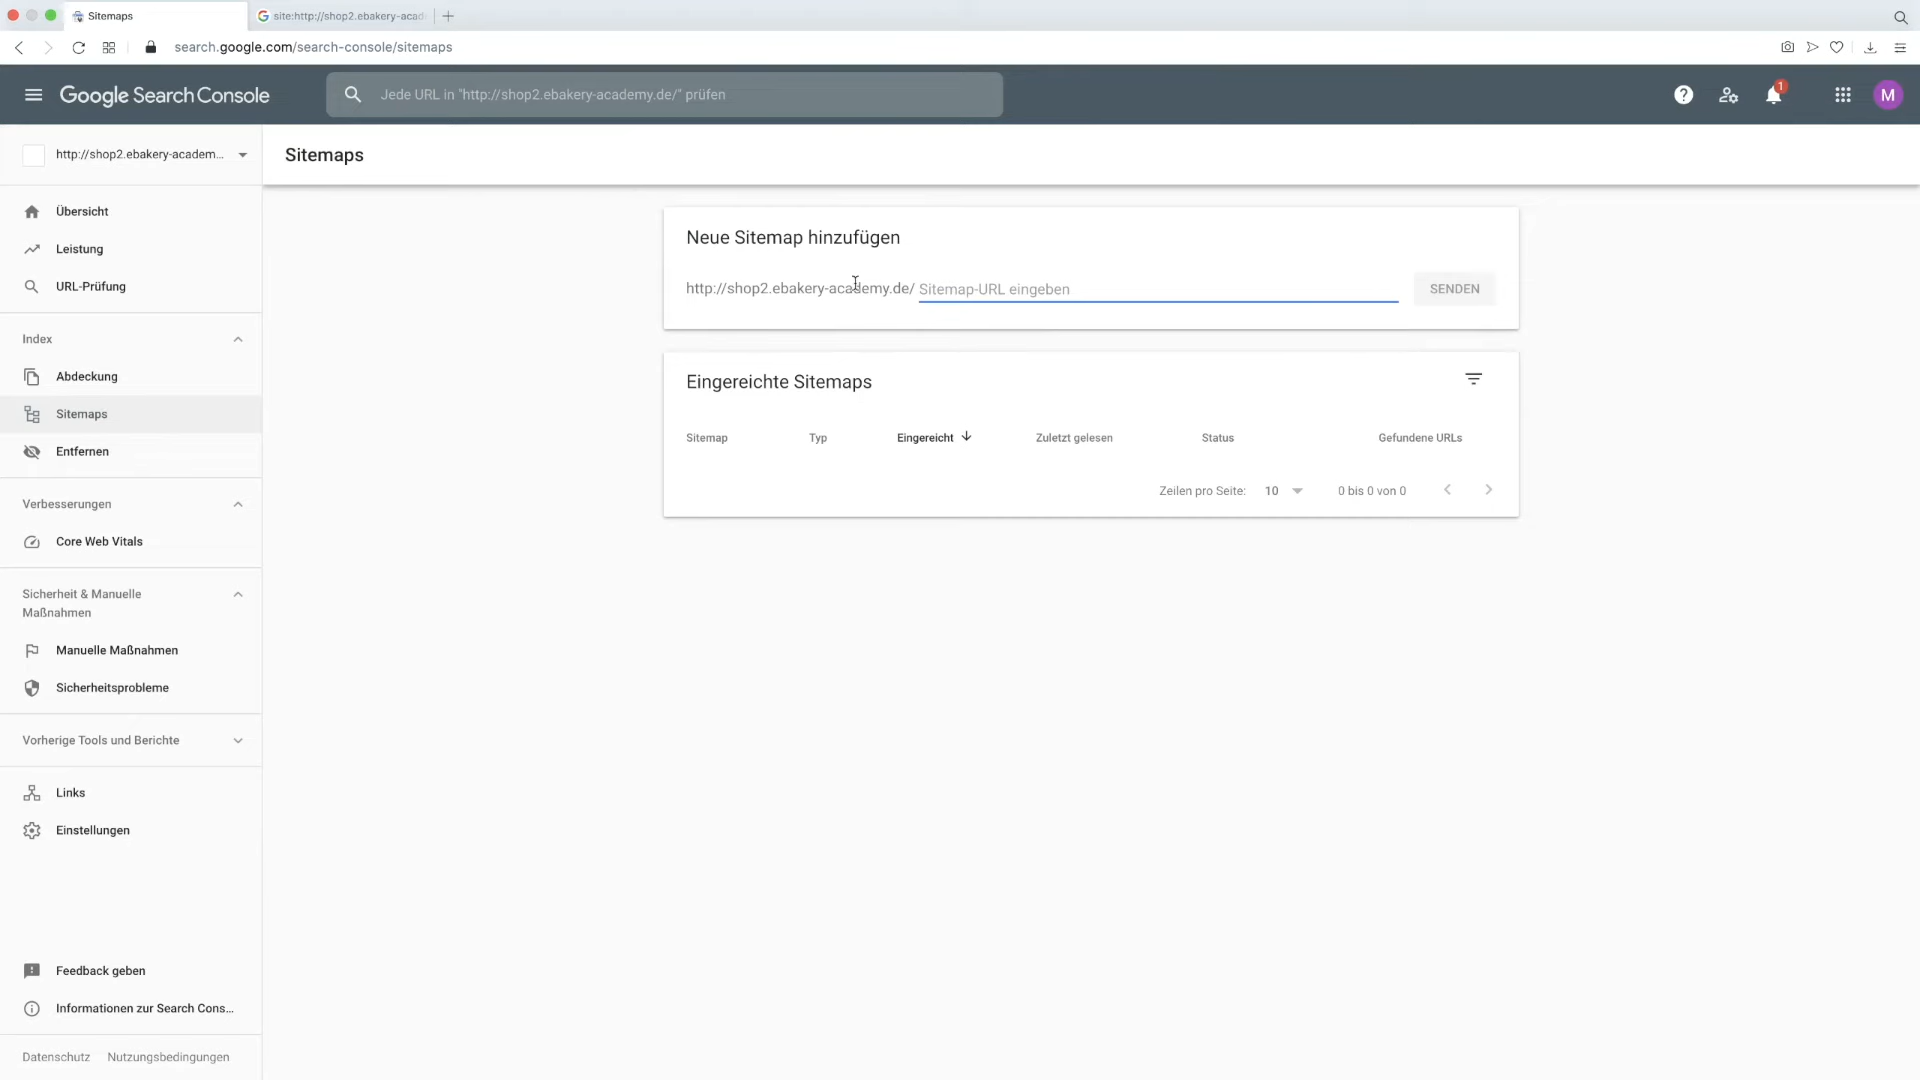 Sitemaps
site:http://shop2.ebakery-acad
search.google.com/search-console/sitemaps
Google Search Console
Jede URL in "http://shop2.ebakery-academy.de/" prüfen
1
M
http://shop2.ebakery-academ...
Sitemaps
Übersicht
Leistung
URL-Prüfung
Index
Abdeckung
Sitemaps
Entfernen
Verbesserungen
Core Web Vitals
Sicherheit & Manuelle
Maßnahmen
Manuelle Maßnahmen
Sicherheitsprobleme
Vorherige Tools und Berichte
Links
Einstellungen
Feedback geben
Informationen zur Search Cons...
Datenschutz Nutzungsbedingungen
Neue Sitemap hinzufügen
http://shop2.ebakery-academy.de/ Sitemap-URL eingeben SENDEN
Eingereichte Sitemaps
Sitemap Typ Eingereicht Zuletzt gelesen Status Gefundene URLs
Zeilen pro Seite: 10 0 bis 0 von 0